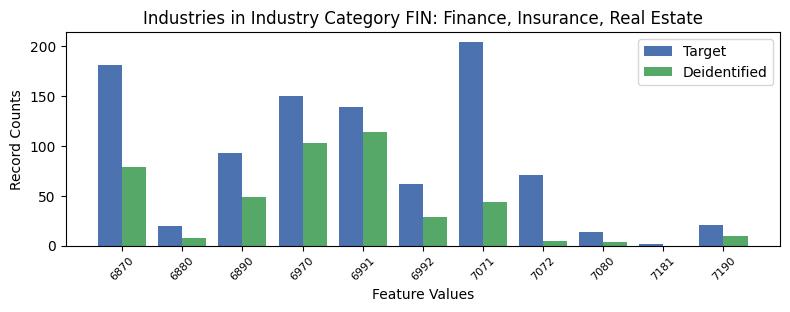 Industries in Industry Category FIN: Finance, Insurance, Real Estate
Target
Deidentified
Record Counts
200
150
100
50
0
6870 6880 6890 6970 6991 6992 7071 7072 7080 7181 7190
Feature Values